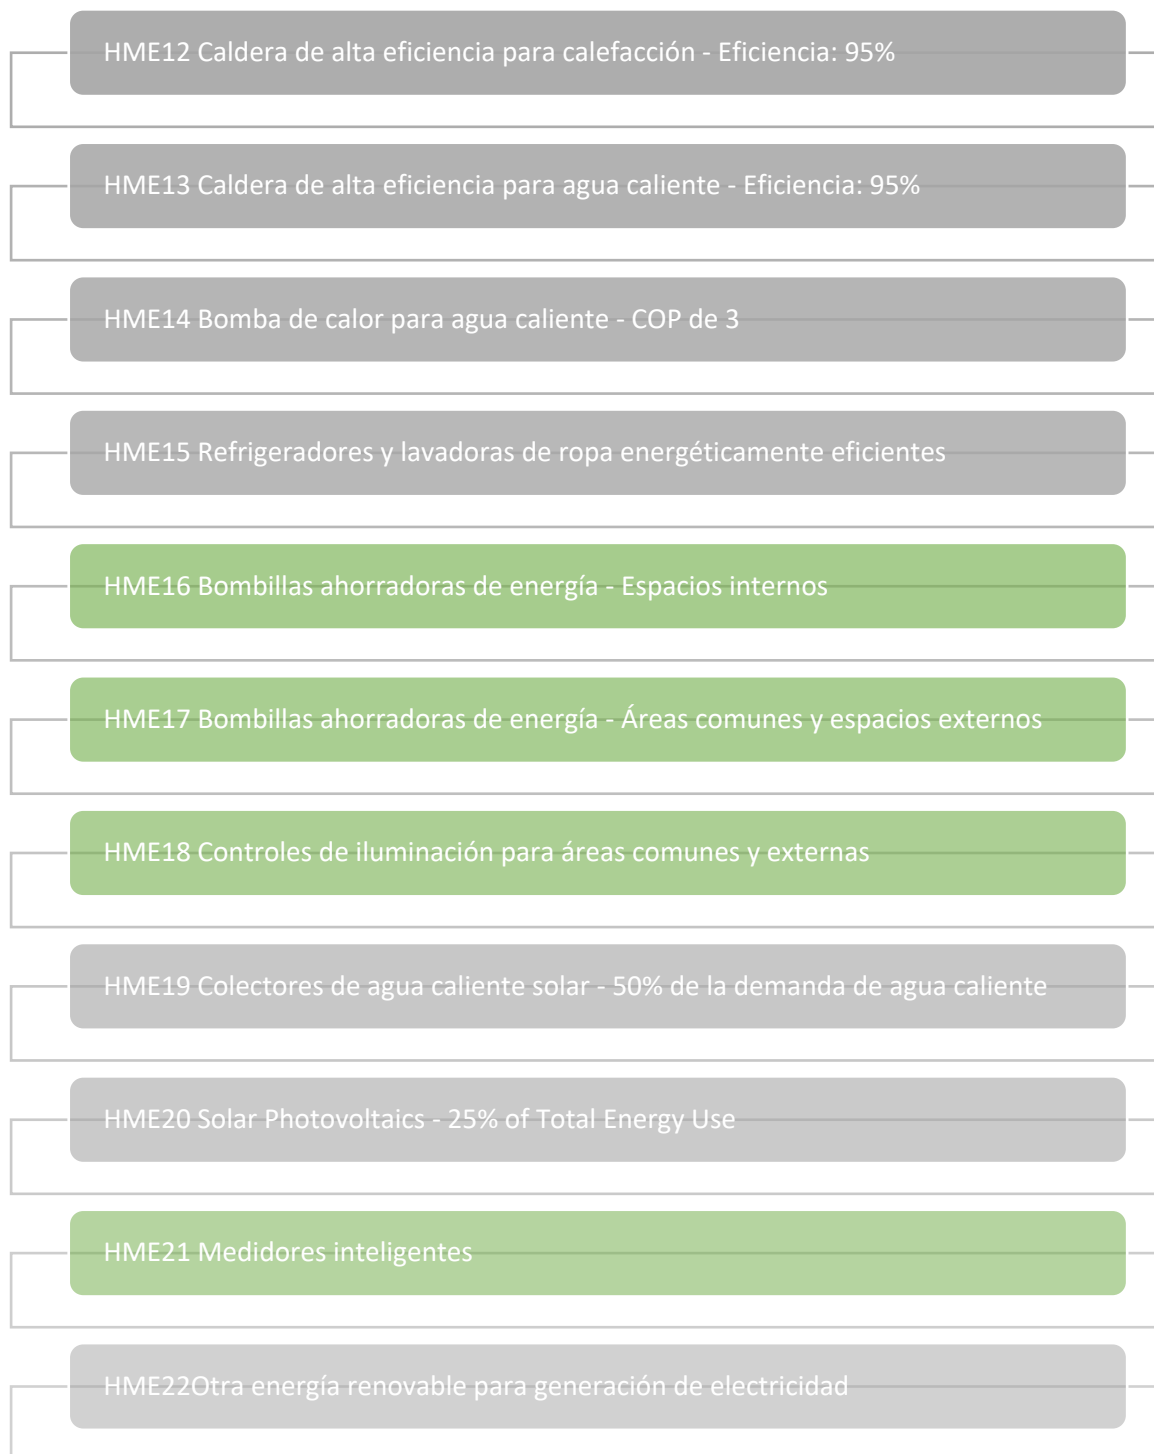 HME12 Caldera de alta eficiencia para calefacción - Eficiencia: 95%
HME13 Caldera de alta eficiencia para agua caliente - Eficiencia: 95%
HME14 Bomba de calor para agua caliente - COP de 3
HME15 Refrigeradores y lavadoras de ropa energéticamente eficientes
HME16 Bombillas ahorradoras de energía - Espacios internos
HME17 Bombillas ahorradoras de energía - Áreas comunes y espacios externos
HME18 Controles de iluminación para áreas comunes y externas
HME19 Colectores de agua caliente solar - 50% de la demanda de agua caliente
HME20 Solar Photovoltaics - 25% of Total Energy Use
HME21 Medidores inteligentes
HME22Otra energía renovable para generación de electricidad